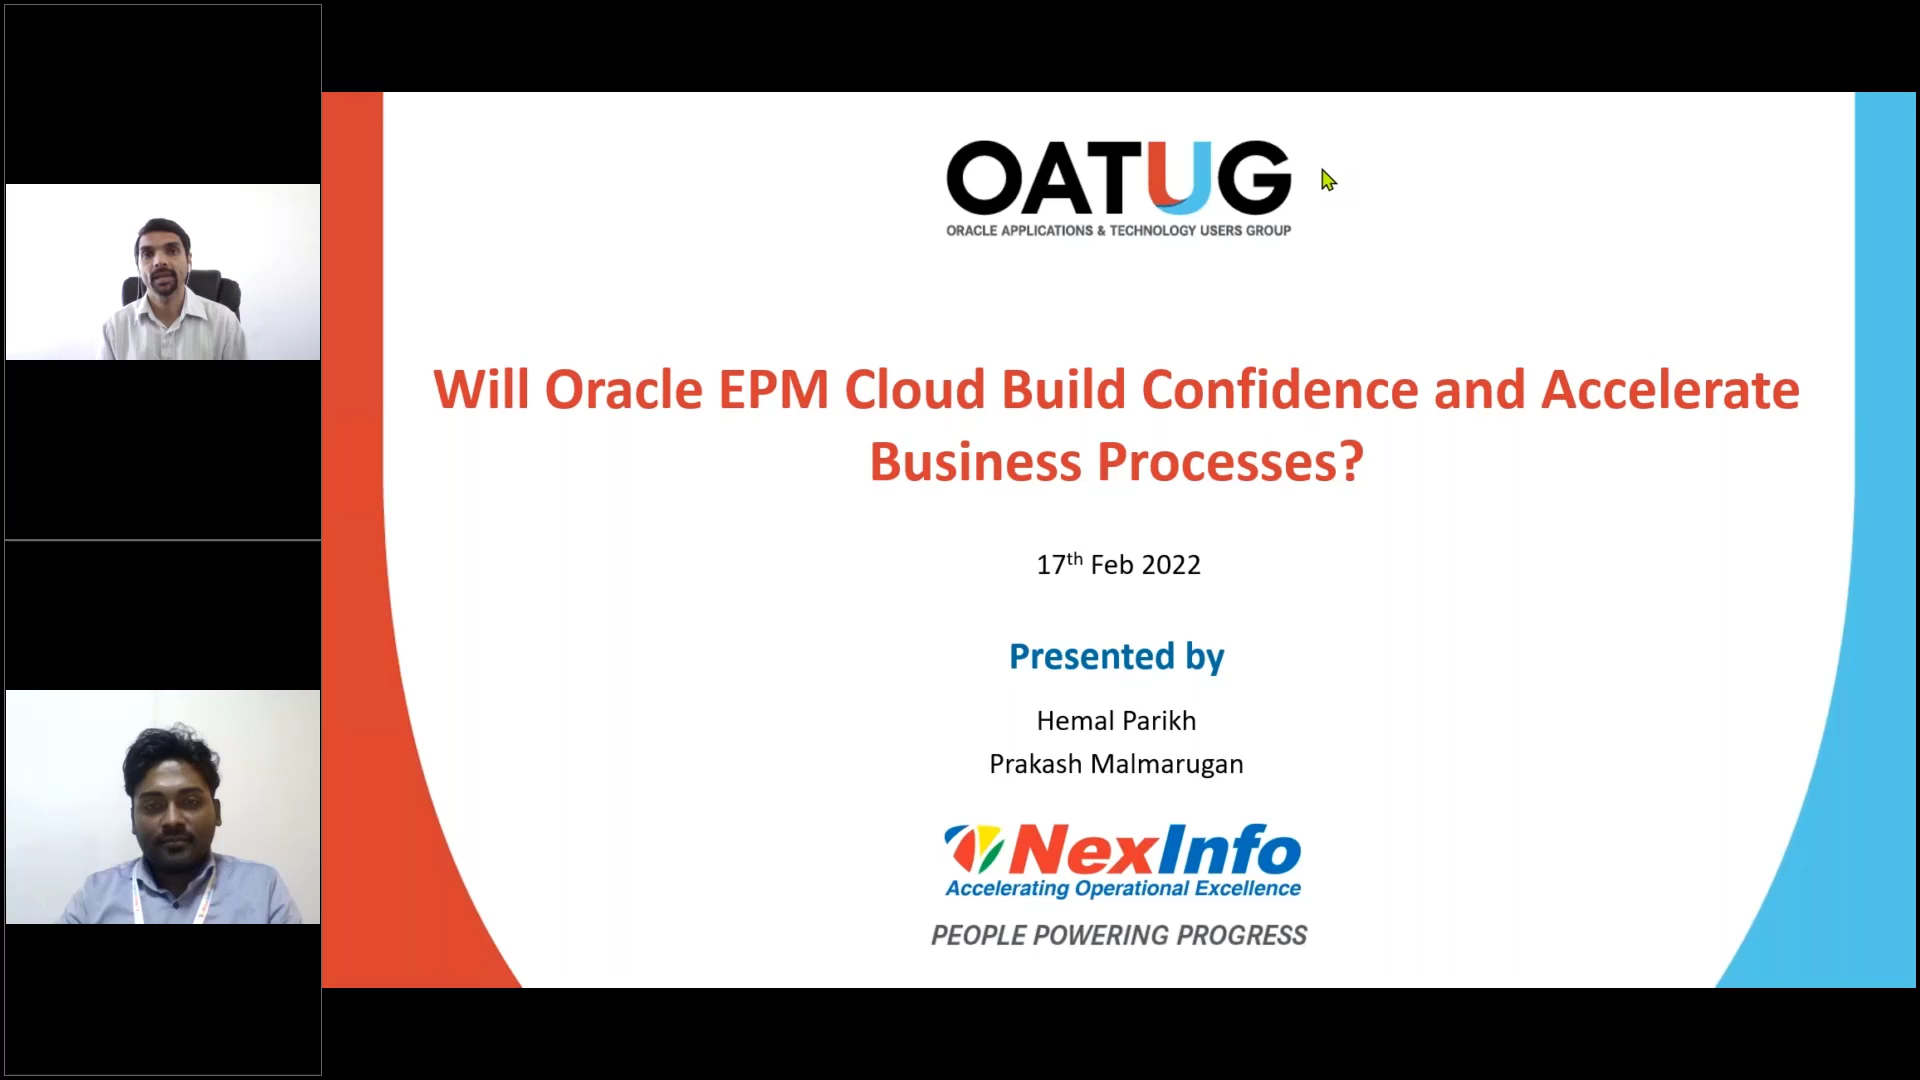 OATUG
ORACLE APPLICATIONS & TECHNOLOGY USERS GROUP
Will Oracle EPM Cloud Build Confidence and Accelerate
Business Processes?
17th Feb 2022
Presented by
Hemal Parikh
Prakash Malmarugan
NexInfo
Accelerating Operational Excellence
PEOPLE POWERING PROGRESS